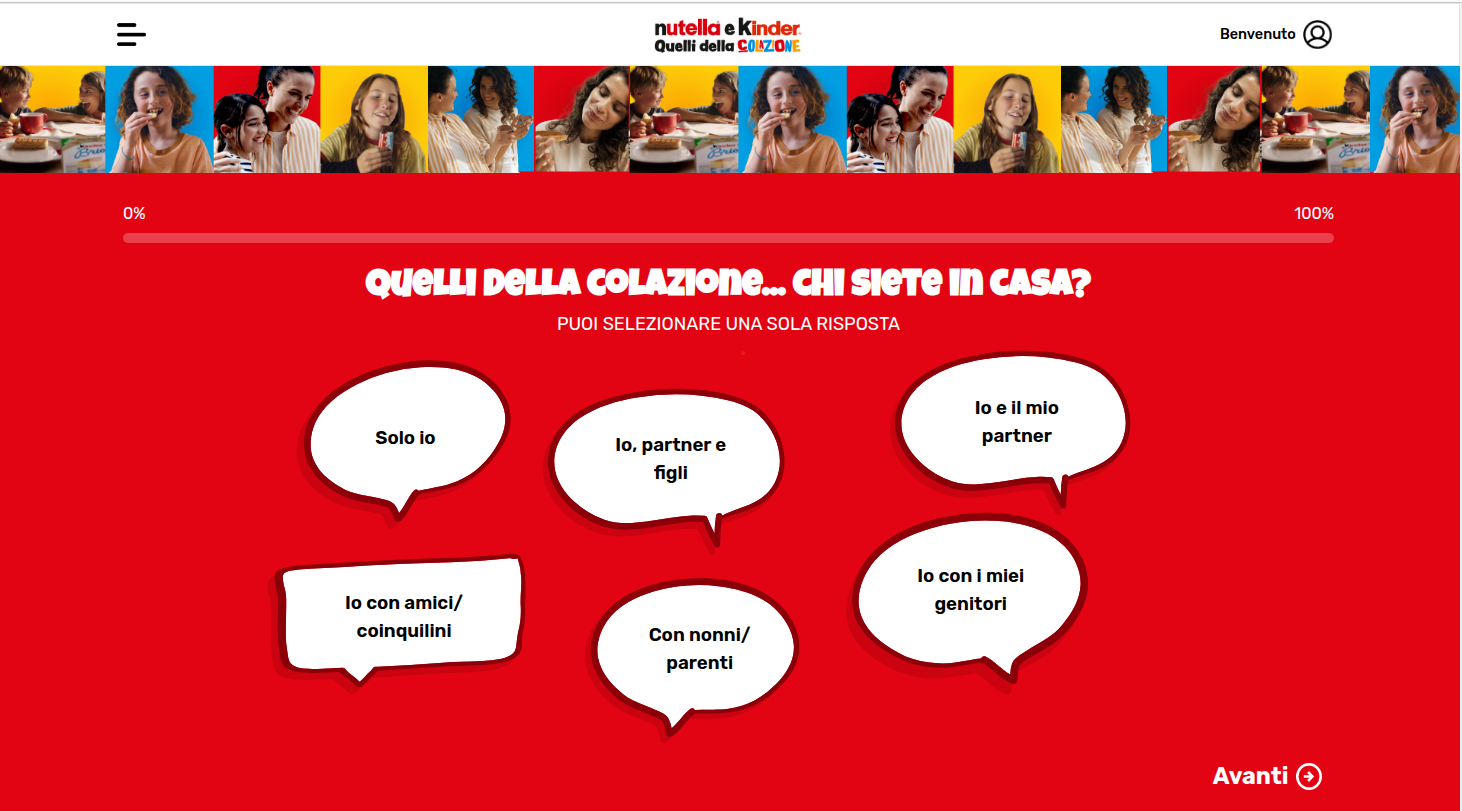 nutella e Kinder
Quelli della COLAZIONE
Benvenuto
0%
100%
QUELLI DELLA COLAZIONE... CHI SIETE IN CASA?
PUOI SELEZIONARE UNA SOLA RISPOSTA
Solo io
Io, partner e
figli
Io e il mio
partner
Io con amici/
coinquilini
Con nonni/
parenti
Io con i miei
genitori
Avanti